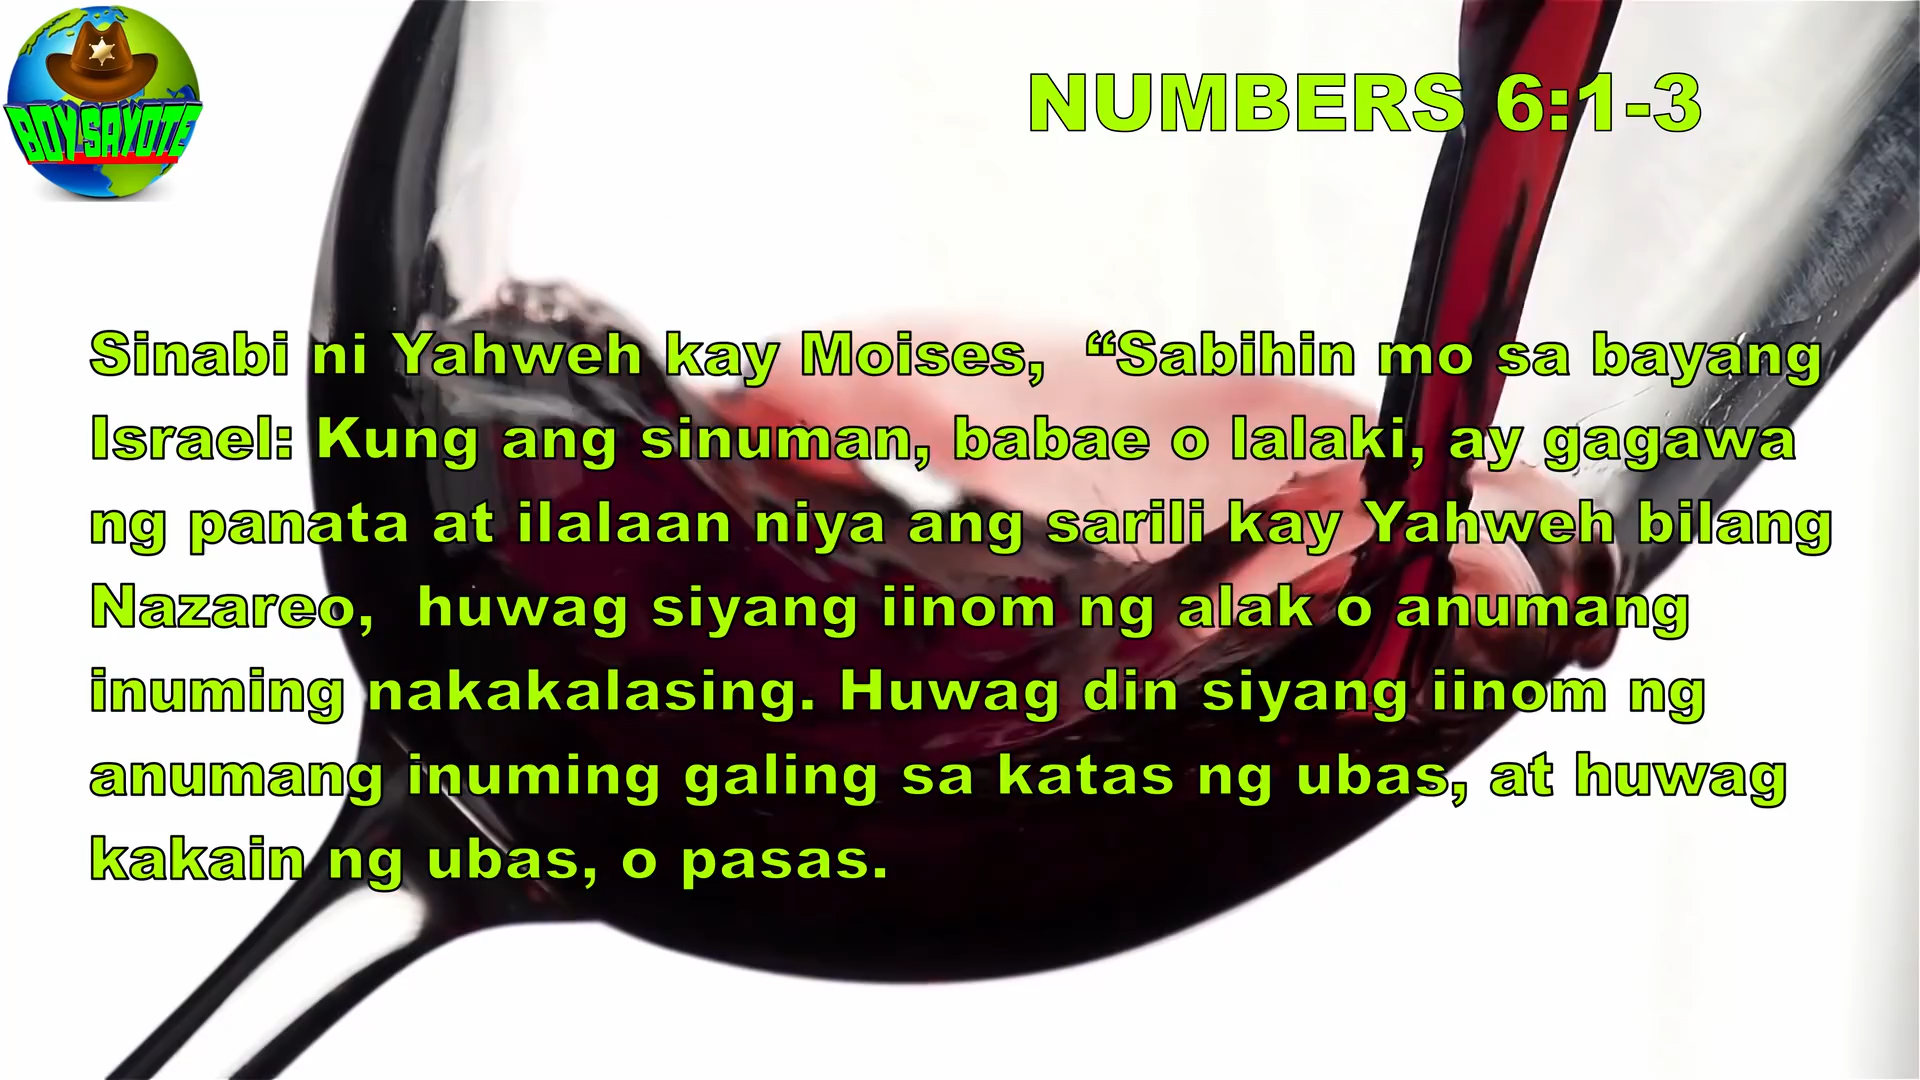 BOY SAYOTE
NUMBERS 6:1-3
Sinabi ni Yahweh kay Moises,  “Sabihin mo sa bayang
Israel: Kung ang sinuman, babae o lalaki, ay gagawa
ng panata at ilalaan niya ang sarili kay Yahweh bilang
Nazareo,  huwag siyang iinom ng alak o anumang
inuming nakakalasing. Huwag din siyang iinom ng
anumang inuming galing sa katas ng ubas, at huwag
kakain ng ubas, o pasas.